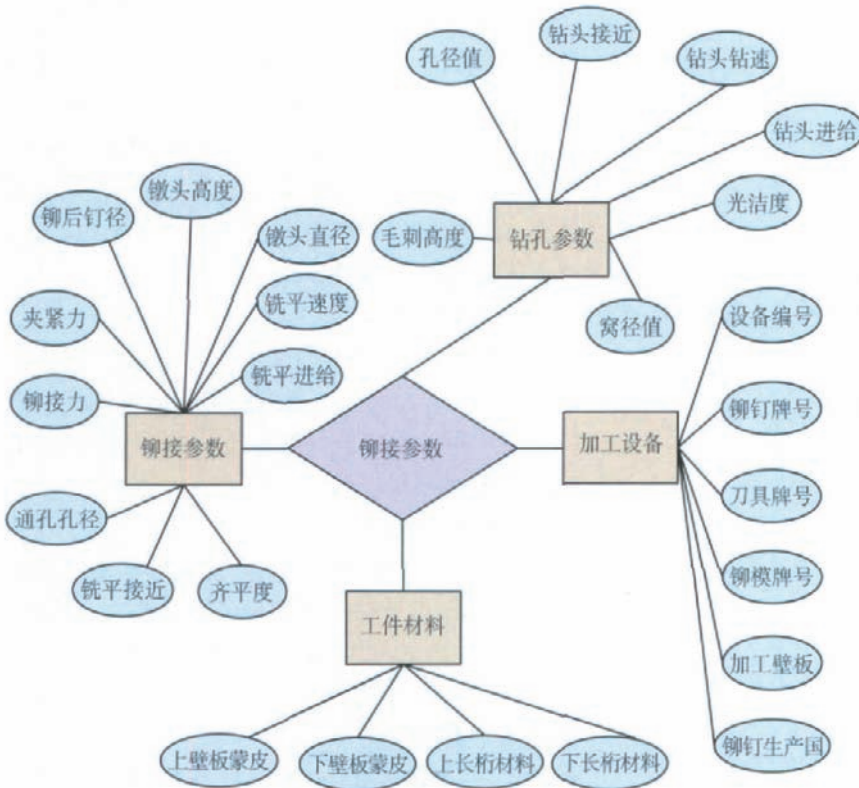 钻头接近
孔径值
钻头钻速
钻头进给
镦头高度
铆后钉径
光洁度
镦头直径
毛刺高度
钻孔参数
铣平速度
夹紧力
窝径值
设备编号
铣平进给
铆接力
铆钉牌号
铆接参数
铆接参数
加工设备
刀具牌号
通孔孔径
铣平接近
齐平度
铆模牌号
工件材料
加工壁板
铆钉生产国
上壁板蒙皮
下壁板蒙皮
上长桁材料
下长桁材料